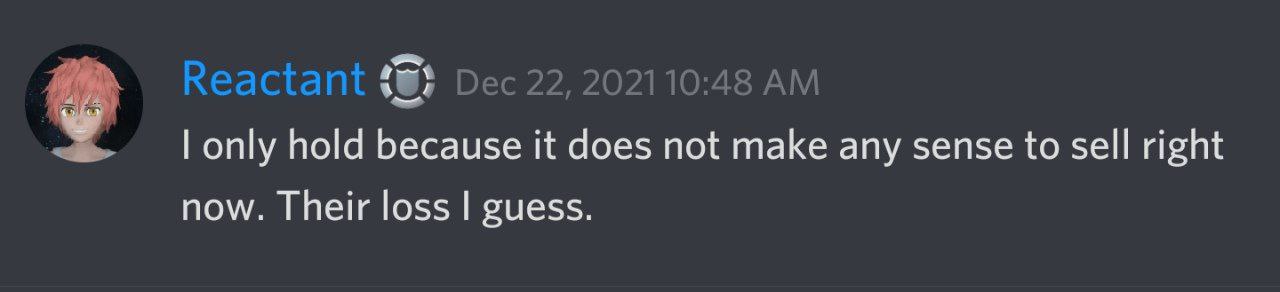 Reactant Dec 22, 2021 10:48 AM
I only hold because it does not make any sense to sell right
now. Their loss I guess.